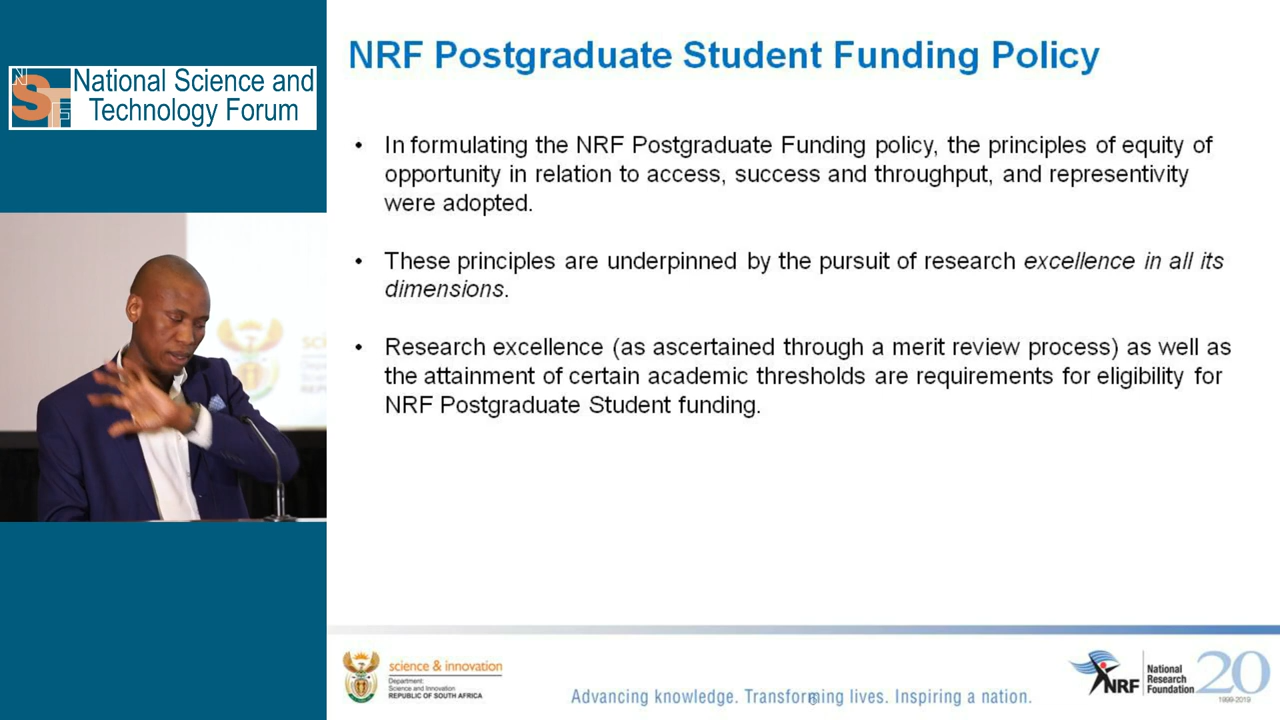 NSTF
National Science and
Technology Forum
NRF Postgraduate Student Funding Policy
• In formulating the NRF Postgraduate Funding policy, the principles of equity of
opportunity in relation to access, success and throughput, and representivity
were adopted.
• These principles are underpinned by the pursuit of research excellence in all its
dimensions.
• Research excellence (as ascertained through a merit review process) as well as
the attainment of certain academic thresholds are requirements for eligibility for
NRF Postgraduate Student funding.
science & innovation
Department:
Science and Innovation
REPUBLIC OF SOUTH AFRICA
Advancing knowledge. Transforming lives. Inspiring a nation.
6
NRF
National
Research
Foundation
20
1999-2019